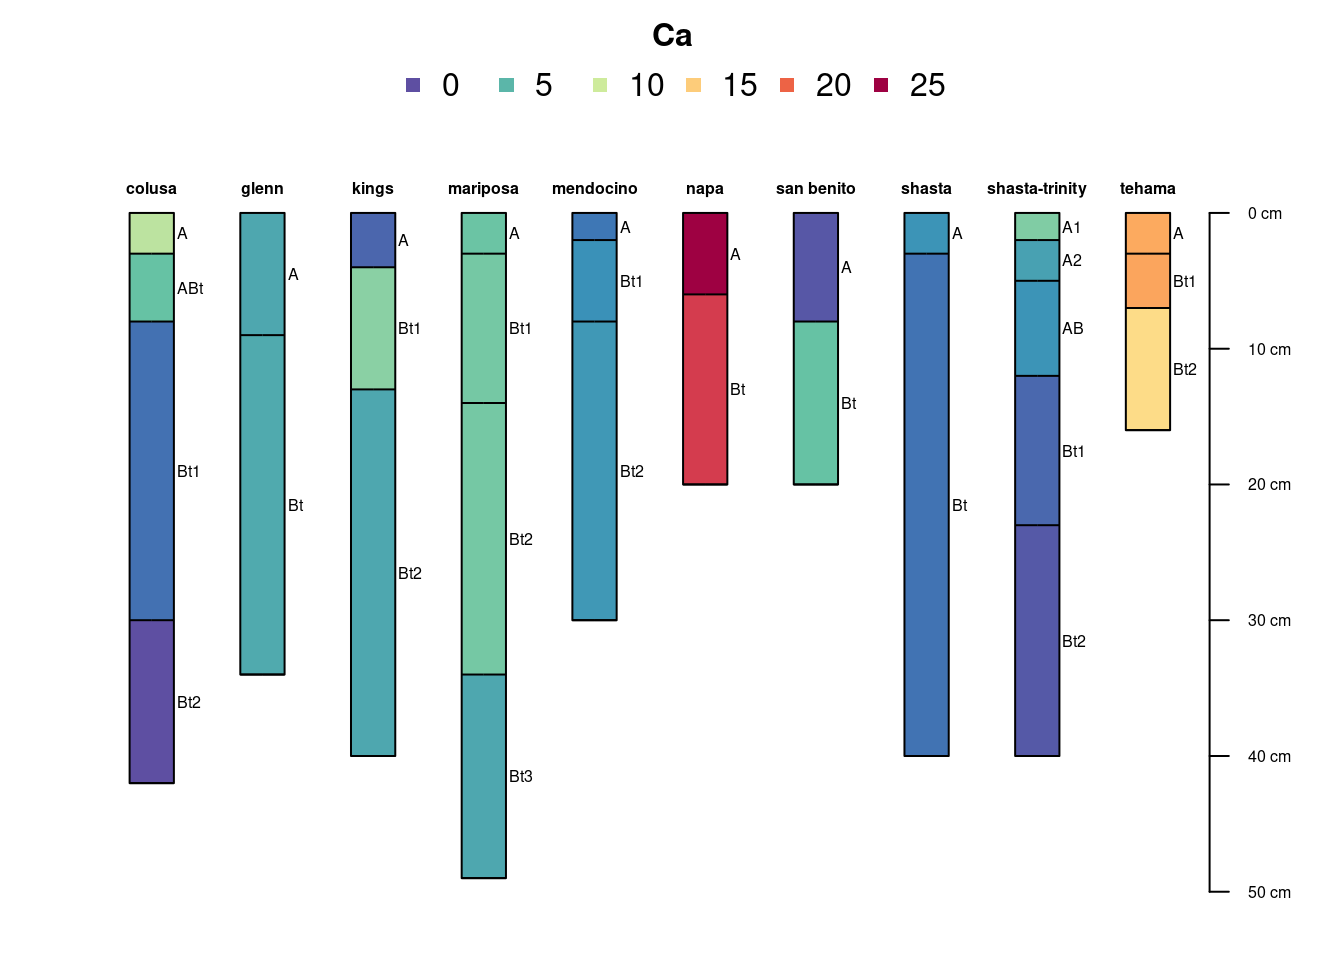 Ca
0 5 10 15 20 25
colusa glenn kings mariposa mendocino napa san benito shasta shasta-trinity tehama
A A A A A A A A A1 A 0 cm
ABt Bt Bt1 Bt1 Bt1 Bt Bt Bt A2 Bt1
Bt1 Bt2 Bt2 Bt2 AB Bt2 10 cm
Bt2 Bt3 Bt1 20 cm
Bt2 30 cm
40 cm
50 cm